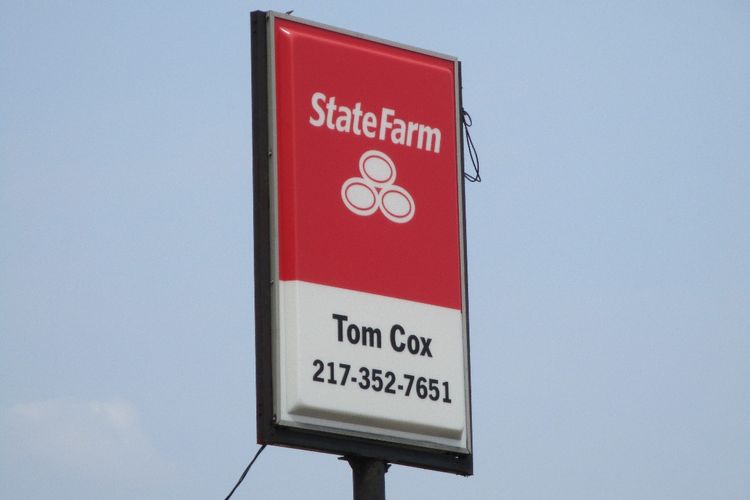 State Farm
Tom Cox
217-352-7651